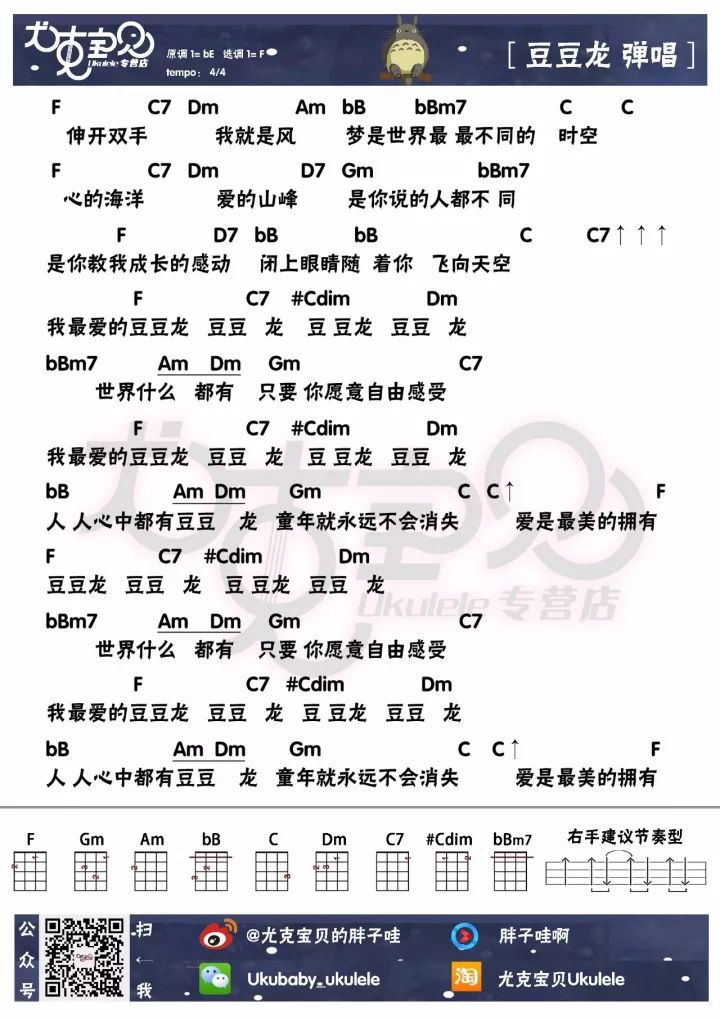 尤克宝贝
Ukulele 专营店
原调 1= bE 选调 1= F
tempo: 4/4
[ 豆豆龙 弹唱 ]
F C7 Dm Am bB bBm7 C C
伸开双手 我就是风 梦是世界最 最不同的 时空
F C7 Dm D7 Gm bBm7
心的海洋 爱的山峰 是你说的人都不 同
F D7 bB bB C C7↑ ↑ ↑
是你教我成长的感动 闭上眼睛随 着你 飞向天空
F C7 #Cdim Dm
我最爱的豆豆龙 豆豆 龙 豆 豆龙 豆豆 龙
bBm7 Am Dm Gm C7
世界什么 都有 只要 你愿意自由感受
F C7 #Cdim Dm
我最爱的豆豆龙 豆豆 龙 豆 豆龙 豆豆 龙
bB Am Dm Gm C C↑ F
人 人心中都有豆豆 龙 童年就永远不会消失 爱是最美的拥有
F C7 #Cdim Dm
豆豆龙 豆豆 龙 豆 豆龙 豆豆 龙
bBm7 Am Dm Gm C7
世界什么 都有 只要 你愿意自由感受
F C7 #Cdim Dm
我最爱的豆豆龙 豆豆 龙 豆 豆龙 豆豆 龙
bB Am Dm Gm C C↑ F
人 人心中都有豆豆 龙 童年就永远不会消失 爱是最美的拥有
尤克宝贝
Ukulele 专营店
F Gm Am bB C Dm C7 #Cdim bBm7 右手建议节奏型
公众号
扫←我
@尤克宝贝的胖子哇
胖子哇啊
Ukubaby_ukulele
淘 尤克宝贝Ukulele